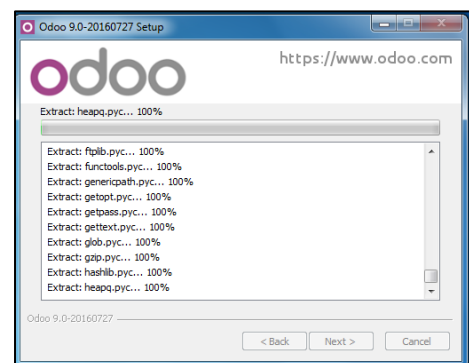 Odoo 9.0-20160727 Setup
odoo
https://www.odoo.com
Extract: heapq.pyc... 100%
Extract: ftplib.pyc... 100%
Extract: functools.pyc... 100%
Extract: genericpath.pyc... 100%
Extract: getopt.pyc... 100%
Extract: getpass.pyc... 100%
Extract: gettext.pyc... 100%
Extract: glob.pyc... 100%
Extract: gzip.pyc... 100%
Extract: hashlib.pyc... 100%
Extract: heapq.pyc... 100%
Odoo 9.0-20160727
< Back Next > Cancel